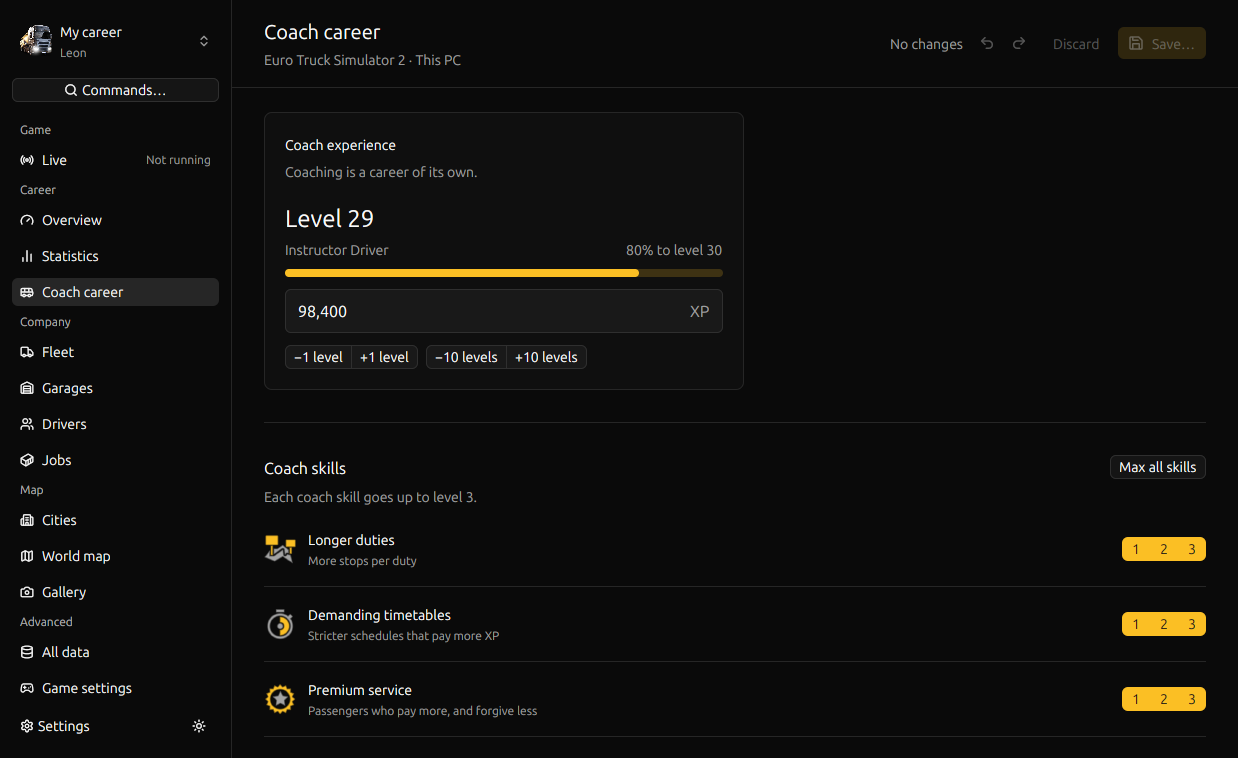 My career
Leon
Commands…
Game
Live
Not running
Career
Overview
Statistics
Coach career
Company
Fleet
Garages
Drivers
Jobs
Map
Cities
World map
Gallery
Advanced
All data
Game settings
Settings
Coach career
Euro Truck Simulator 2 · This PC
No changes
Discard
Save…
Coach experience
Coaching is a career of its own.
Level 29
Instructor Driver
80% to level 30
98,400
XP
−1 level
+1 level
−10 levels
+10 levels
Coach skills
Each coach skill goes up to level 3.
Max all skills
Longer duties
More stops per duty
1 2 3
Demanding timetables
Stricter schedules that pay more XP
1 2 3
Premium service
Passengers who pay more, and forgive less
1 2 3